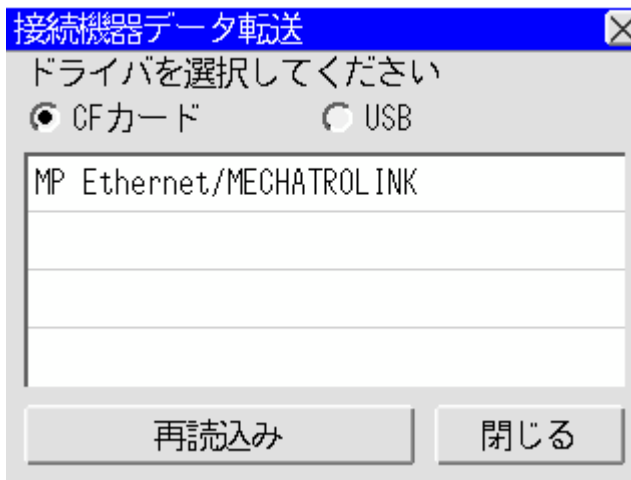 接続機器データ転送
ドライバを選択してください
CFカード USB
MP Ethernet/MECHATROLINK
再読込み 閉じる